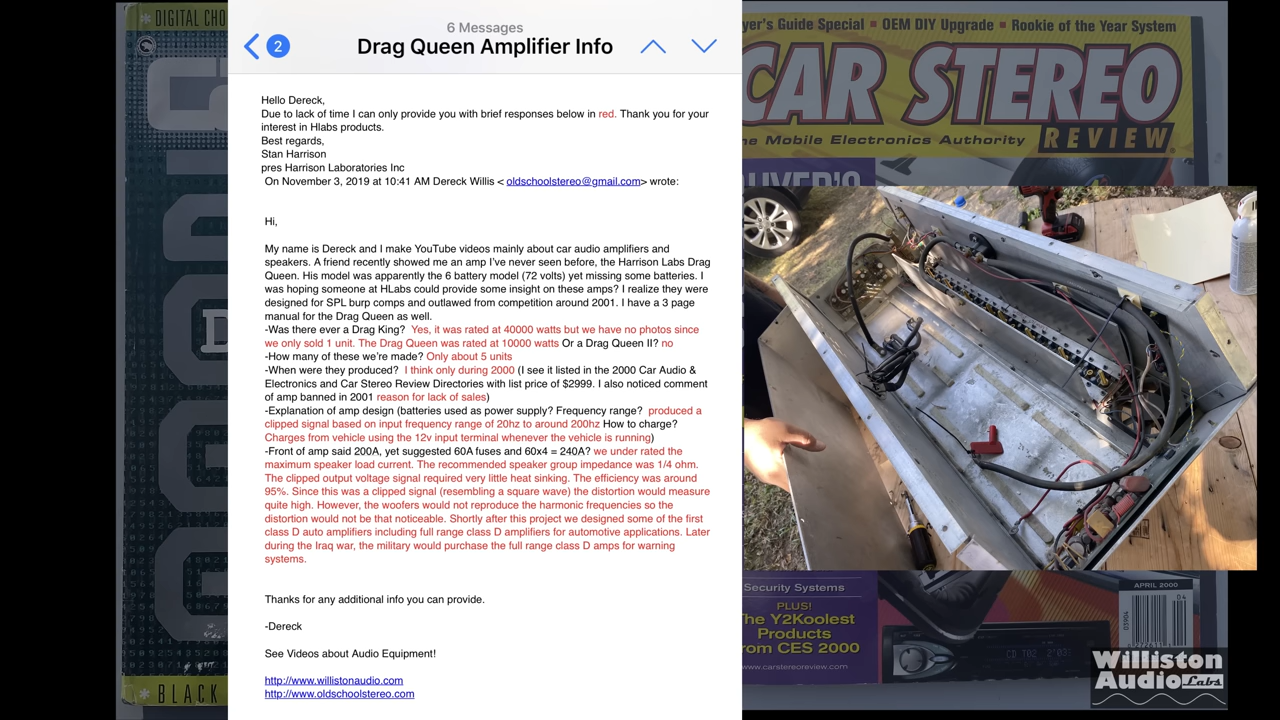 6 Messages
2
Drag Queen Amplifier Info
Hello Dereck,
Due to lack of time I can only provide you with brief responses below in red. Thank you for your
interest in Hlabs products.
Best regards,
Stan Harrison
pres Harrison Laboratories Inc
On November 3, 2019 at 10:41 AM Dereck Willis < oldschoolstereo@gmail.com> wrote:
Hi,
My name is Dereck and I make YouTube videos mainly about car audio amplifiers and
speakers. A friend recently showed me an amp I've never seen before, the Harrison Labs Drag
Queen. His model was apparently the 6 battery model (72 volts) yet missing some batteries. I
was hoping someone at HLabs could provide some insight on these amps? I realize they were
designed for SPL burp comps and outlawed from competition around 2001. I have a 3 page
manual for the Drag Queen as well.
-Was there ever a Drag King? Yes, it was rated at 40000 watts but we have no photos since
we only sold 1 unit. The Drag Queen was rated at 10000 watts Or a Drag Queen II? no
-How many of these we're made? Only about 5 units
-When were they produced? I think only during 2000 (I see it listed in the 2000 Car Audio &
Electronics and Car Stereo Review Directories with list price of $2999. I also noticed comment
of amp banned in 2001 reason for lack of sales)
-Explanation of amp design (batteries used as power supply? Frequency range? produced a
clipped signal based on input frequency range of 20hz to around 200hz How to charge?
Charges from vehicle using the 12v input terminal whenever the vehicle is running)
-Front of amp said 200A, yet suggested 60A fuses and 60x4 = 240A? we under rated the
maximum speaker load current. The recommended speaker group impedance was 1/4 ohm.
The clipped output voltage signal required very little heat sinking. The efficiency was around
95%. Since this was a clipped signal (resembling a square wave) the distortion would measure
quite high. However, the woofers would not reproduce the harmonic frequencies so the
distortion would not be that noticeable. Shortly after this project we designed some of the first
class D auto amplifiers including full range class D amplifiers for automotive applications. Later
during the Iraq war, the military would purchase the full range class D amps for warning
systems.
Thanks for any additional info you can provide.
-Dereck
See Videos about Audio Equipment!
http://www.willistonaudio.com
http://www.oldschoolstereo.com
DIGITAL CHO
BLACK
yer's Guide Special ▪ OEM DIY Upgrade ▪ Rookie of the Year System
CAR STEREO
he Mobile Electronics Authority
REVIEW
UYER'S
Security Systems
PLUS!
The Y2Koolest
Products
rom CES 2000
www.carstereoreview.com
APRIL 2000
CD T02 2:03
Williston
Audio Labs